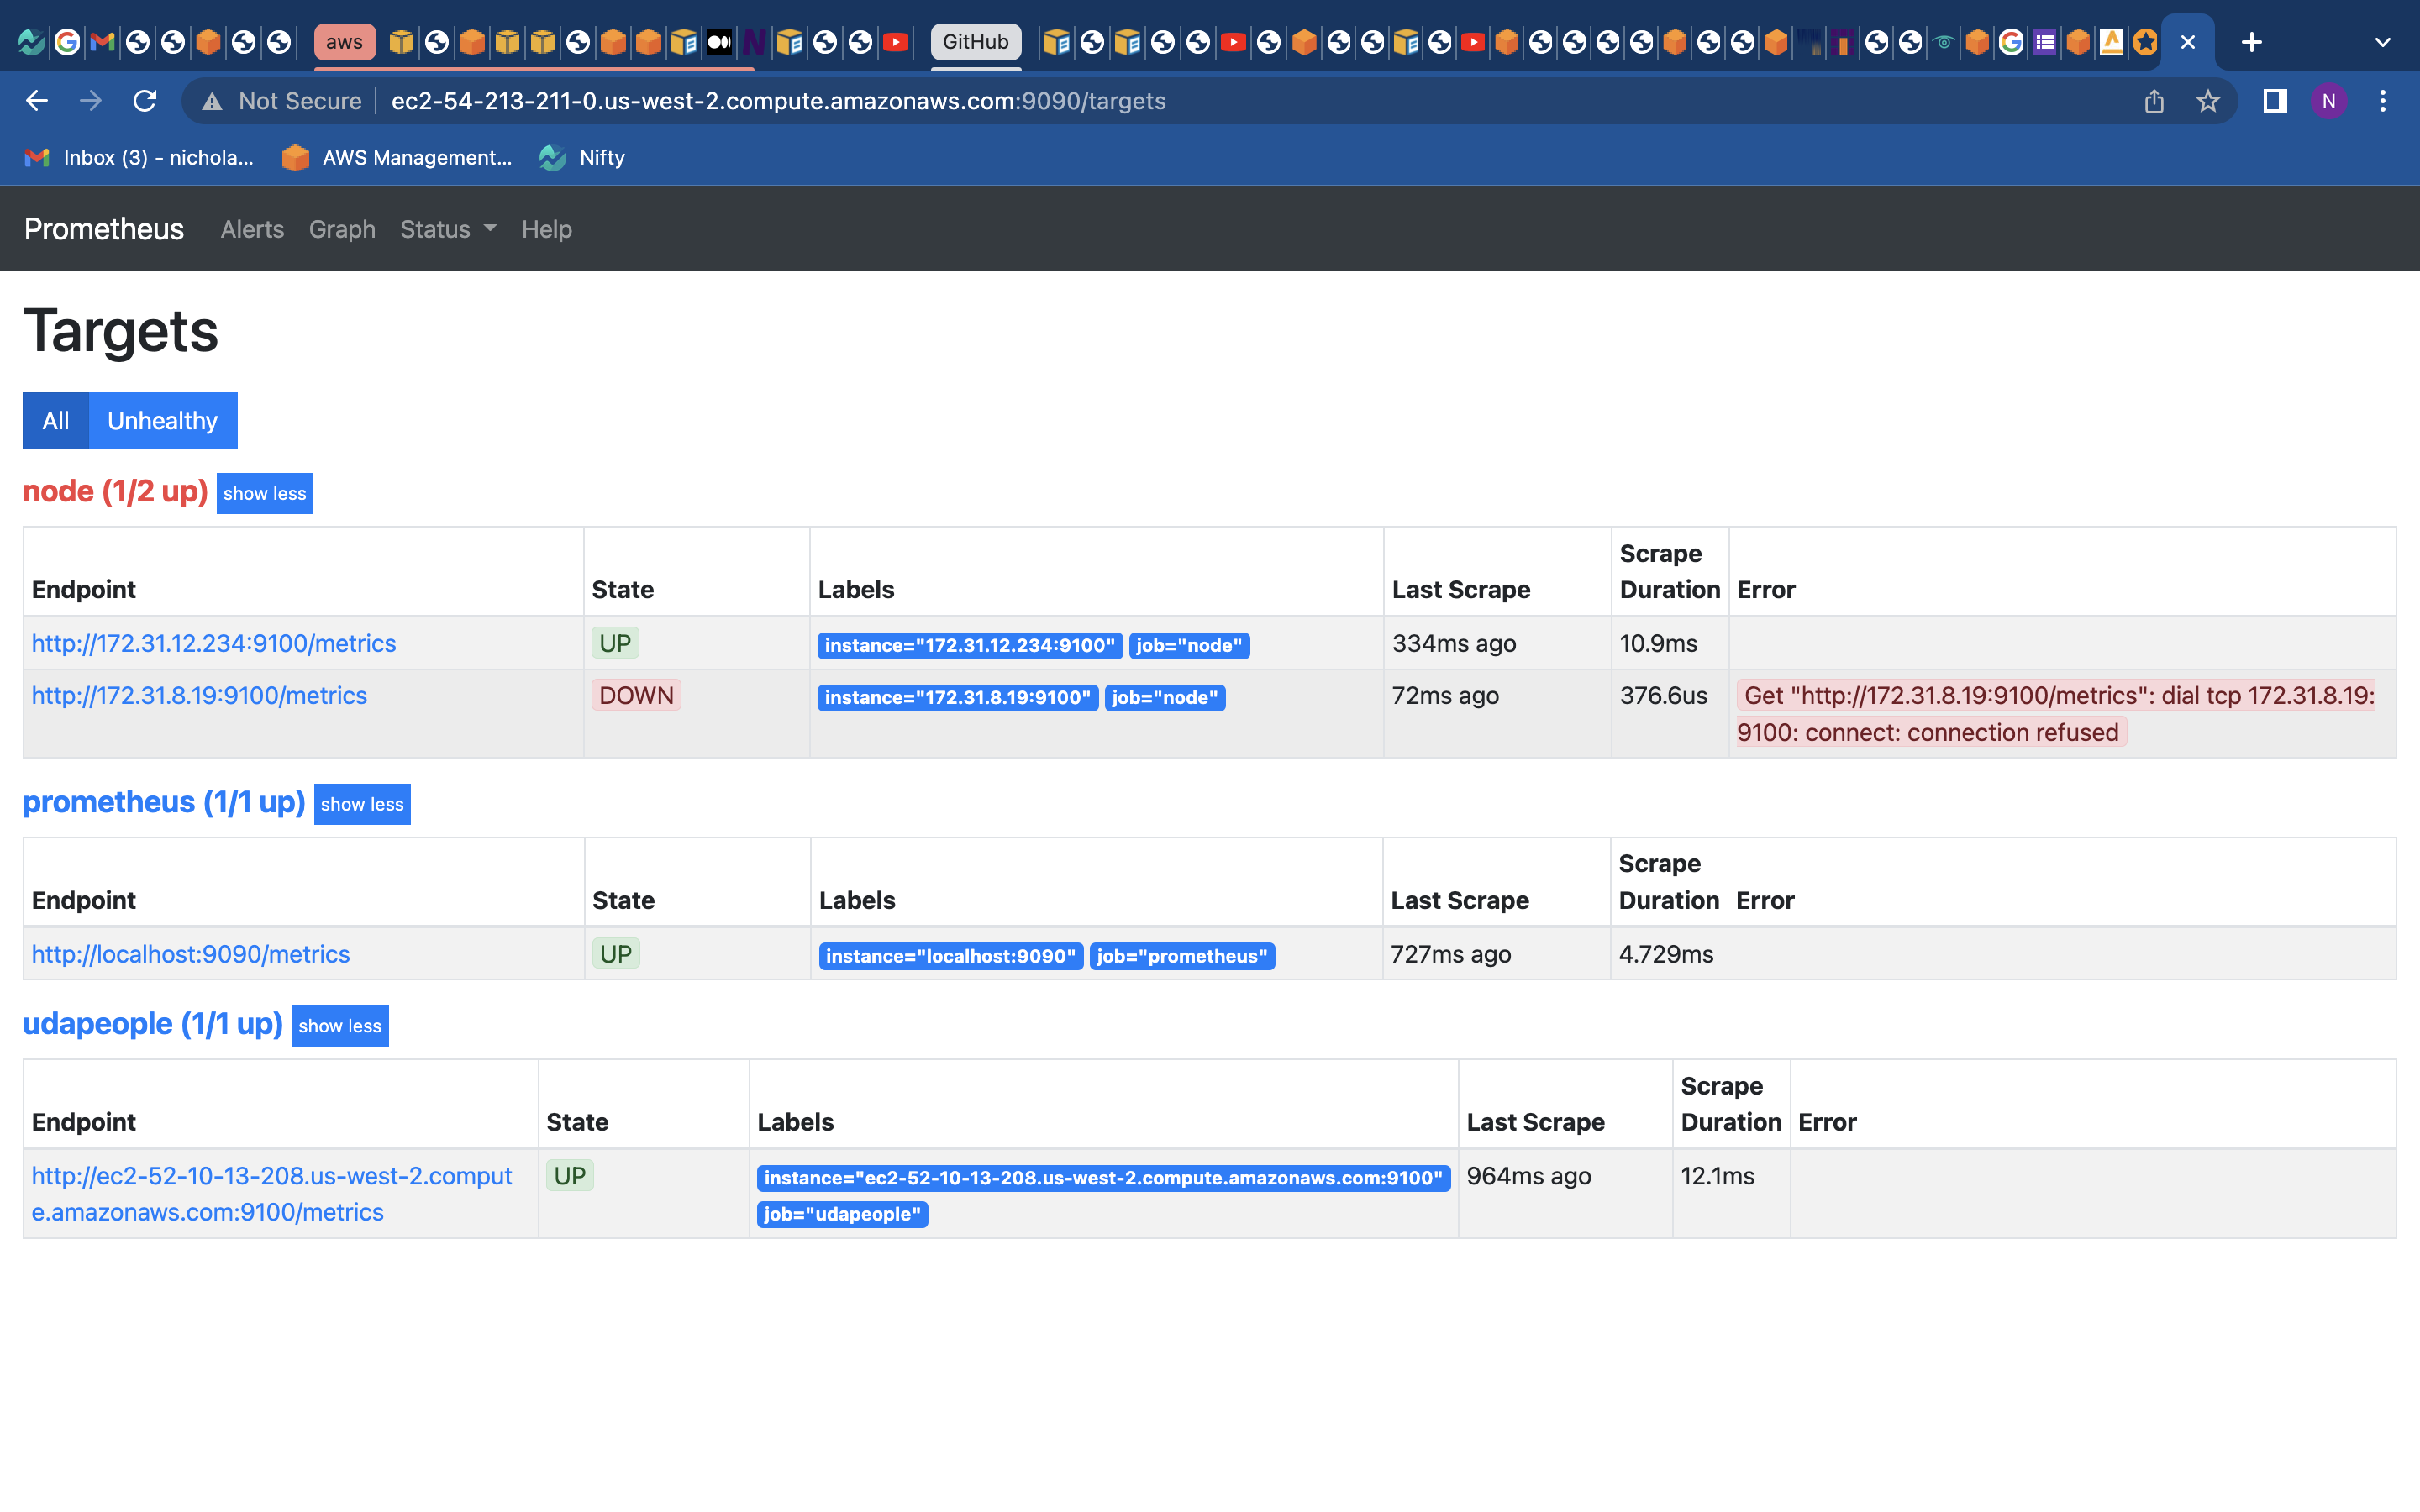 aws
GitHub
Not Secure
ec2-54-213-211-0.us-west-2.compute.amazonaws.com:9090/targets
N
Inbox (3) - nichola...
AWS Management...
Nifty
Prometheus Alerts Graph Status Help
Targets
All Unhealthy
node (1/2 up) show less
Endpoint State Labels Last Scrape Scrape Duration Error
http://172.31.12.234:9100/metrics UP instance="172.31.12.234:9100" job="node" 334ms ago 10.9ms
http://172.31.8.19:9100/metrics DOWN instance="172.31.8.19:9100" job="node" 72ms ago 376.6us Get "http://172.31.8.19:9100/metrics": dial tcp 172.31.8.19:
9100: connect: connection refused
prometheus (1/1 up) show less
Endpoint State Labels Last Scrape Scrape Duration Error
http://localhost:9090/metrics UP instance="localhost:9090" job="prometheus" 727ms ago 4.729ms
udapeople (1/1 up) show less
Endpoint State Labels Last Scrape Scrape Duration Error
http://ec2-52-10-13-208.us-west-2.comput UP instance="ec2-52-10-13-208.us-west-2.compute.amazonaws.com:9100" 964ms ago 12.1ms
e.amazonaws.com:9100/metrics job="udapeople"